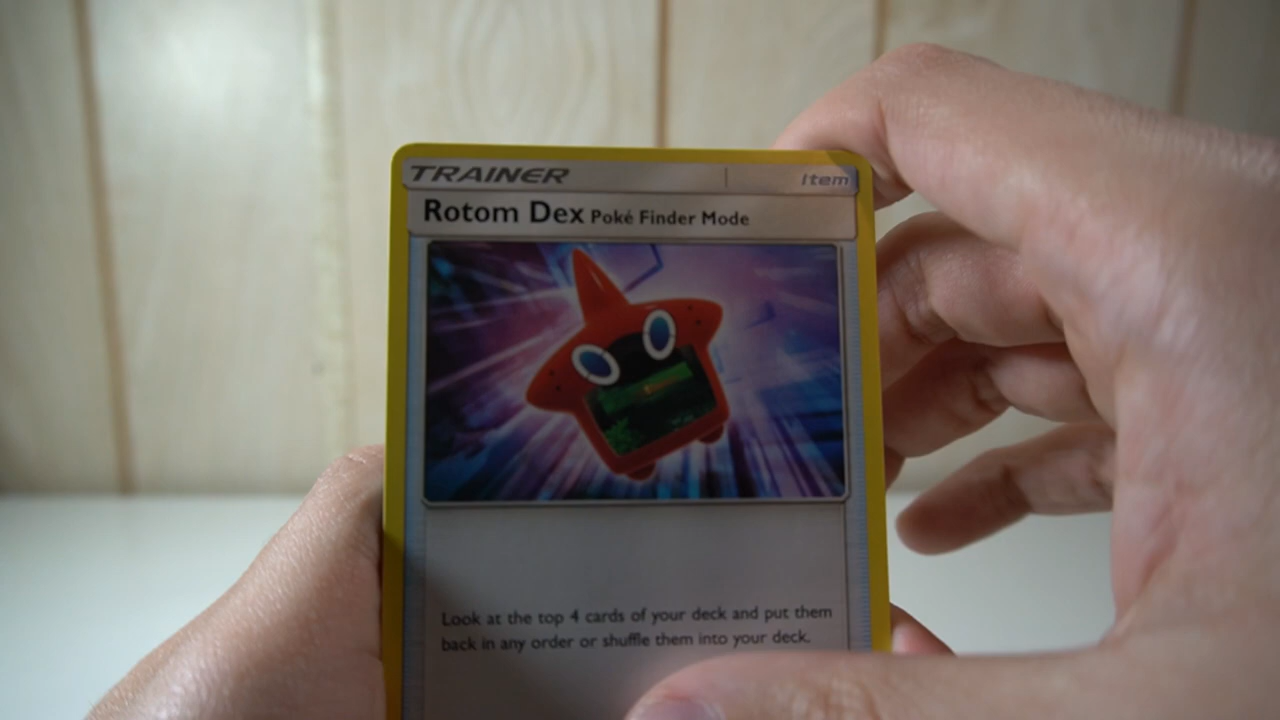 TRAINER Item
Rotom Dex Poké Finder Mode
Look at the top 4 cards of your deck and put them
back in any order or shuffle them into your deck.